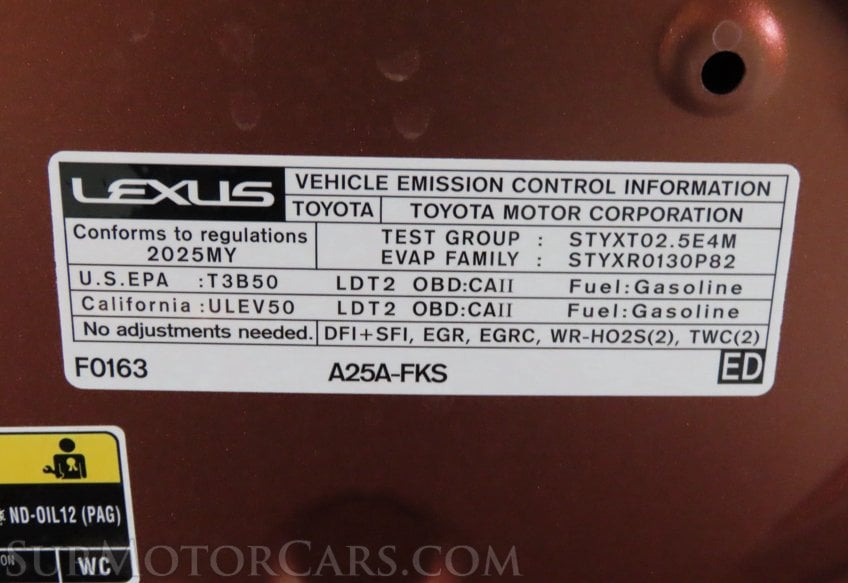 LEXUS VEHICLE EMISSION CONTROL INFORMATION
TOYOTA TOYOTA MOTOR CORPORATION
Conforms to regulations
2025MY
TEST GROUP : STYXT02.5E4M
EVAP FAMILY : STYXR0130P82
U.S.EPA :T3B50 LDT2 OBD:CAII Fuel:Gasoline
California :ULEV50 LDT2 OBD:CAII Fuel:Gasoline
No adjustments needed. DFI+SFI, EGR, EGRC, WR-HO2S(2), TWC(2)
F0163 A25A-FKS ED
ND-OIL12 (PAG)
WC
SubMotorCars.com